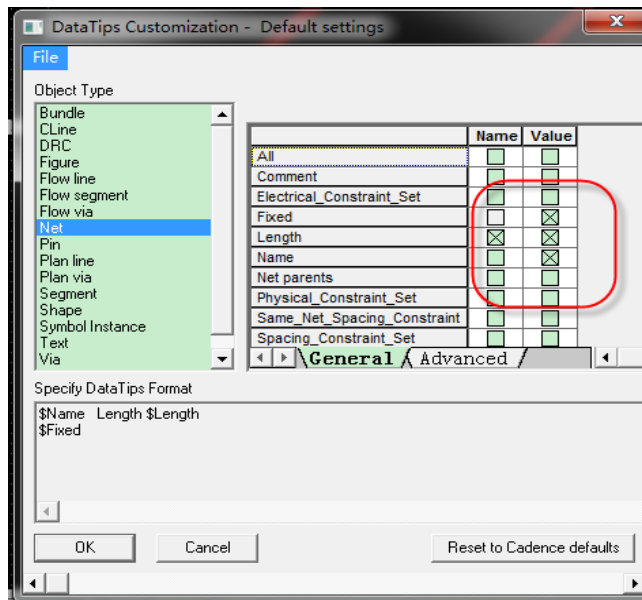 DataTips Customization - Default settings
File
Object Type
Bundle
CLine
DRC
Figure
Flow line
Flow segment
Flow via
Net
Pin
Plan line
Plan via
Segment
Shape
Symbol Instance
Text
Via
Name Value
All
Comment
Electrical_Constraint_Set
Fixed
Length
Name
Net parents
Physical_Constraint_Set
Same_Net_Spacing_Constraint
Spacing_Constraint_Set
General Advanced
Specify DataTips Format
$Name Length $Length
$Fixed
OK Cancel Reset to Cadence defaults